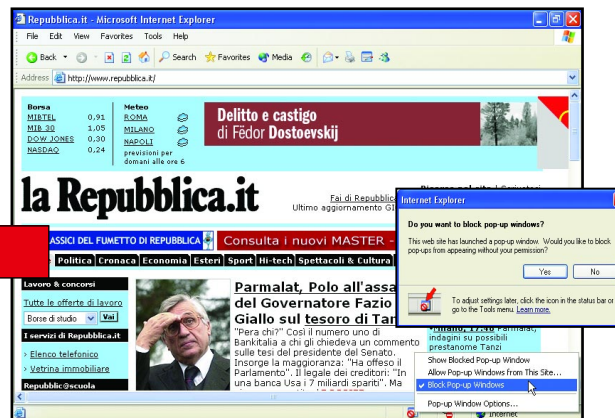 Repubblica.it - Microsoft Internet Explorer
File Edit View Favorites Tools Help
Back Search Favorites Media
Address http://www.repubblica.it/
Borsa
MIBTEL 0,91
MIB 30 1,05
DOW JONES 0,30
NASDAQ 0,24
Meteo
ROMA
MILANO
NAPOLI
previsioni per
domani alle ore 6
Delitto e castigo
di Fëdor Dostoevskij
la Repubblica.it
Fai di Repubblic
Ultimo aggiornamento
ASSICI DEL FUMETTO DI REPUBBLICA
Consulta i nuovi MASTER -
Politica Cronaca Economia Esteri Sport Hi-tech Spettacoli & Cultura
Lavoro & concorsi
Tutte le offerte di lavoro
Borse di studio Vai
I servizi di Repubblica.it
> Elenco telefonico
> Vetrina immobiliare
Repubblic@scuola
Parmalat, Polo all'assa
del Governatore Fazio
Giallo sul tesoro di Tan
"Pera chi?" Così il numero uno di
Bankitalia a chi gli chiedeva un commento
sulle tesi del presidente del Senato.
Insorge la maggioranza: "Ha offeso il
Parlamento". Il legale dei creditori: "In
una banca Usa i 7 miliardi spariti". Ma
Internet Explorer
Do you want to block pop-up windows?
This web site has launched a pop-up window. Would you like to block
pop-ups from appearing without your permission?
Yes No
To adjust settings later, click the icon in the status bar or
go to the Tools menu. Learn more.
Parmalat,
indagini su possibili
prestanome Tanzi
Show Blocked Pop-up Window
Allow Pop-up Windows from This Site...
Block Pop-up Windows
Pop-up Window Options...
Internet